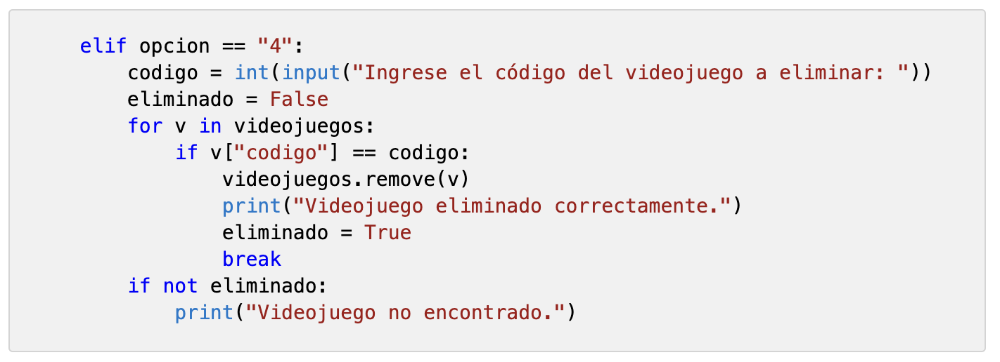 elif opcion == "4":
    codigo = int(input("Ingrese el código del videojuego a eliminar: "))
    eliminado = False
    for v in videojuegos:
        if v["codigo"] == codigo:
            videojuegos.remove(v)
            print("Videojuego eliminado correctamente.")
            eliminado = True
            break
    if not eliminado:
        print("Videojuego no encontrado.")